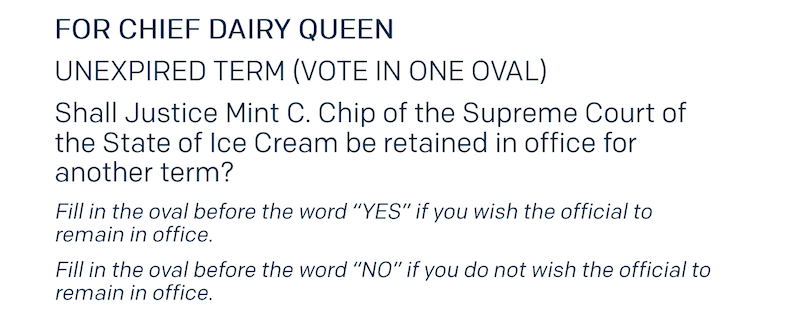 FOR CHIEF DAIRY QUEEN
UNEXPIRED TERM (VOTE IN ONE OVAL)
Shall Justice Mint C. Chip of the Supreme Court of
the State of Ice Cream be retained in office for
another term?
Fill in the oval before the word “YES” if you wish the official to
remain in office.
Fill in the oval before the word “NO” if you do not wish the official to
remain in office.